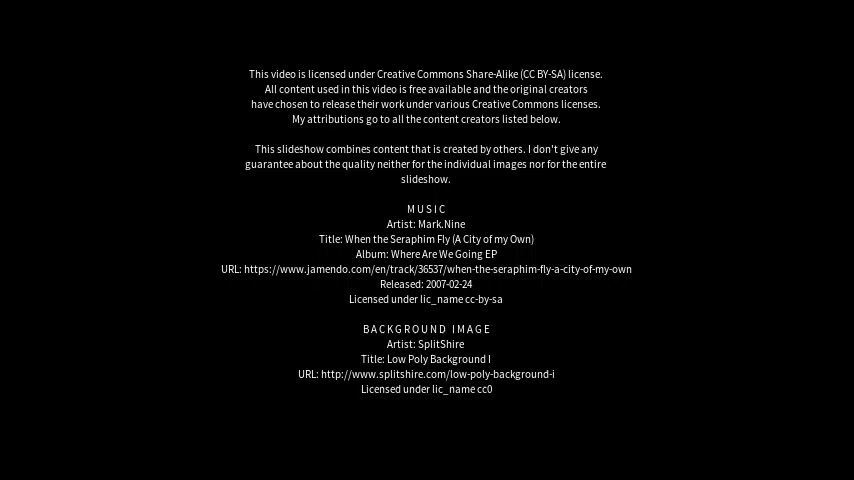 This video is licensed under Creative Commons Share-Alike (CC BY-SA) license.
All content used in this video is free available and the original creators
have chosen to release their work under various Creative Commons licenses.
My attributions go to all the content creators listed below.
This slideshow combines content that is created by others. I don't give any
guarantee about the quality neither for the individual images nor for the entire
slideshow.
MUSIC
Artist: Mark.Nine
Title: When the Seraphim Fly (A City of my Own)
Album: Where Are We Going EP
URL: https://www.jamendo.com/en/track/36537/when-the-seraphim-fly-a-city-of-my-own
Released: 2007-02-24
Licensed under lic_name cc-by-sa
BACKGROUND IMAGE
Artist: SplitShire
Title: Low Poly Background I
URL: http://www.splitshire.com/low-poly-background-i
Licensed under lic_name cc0